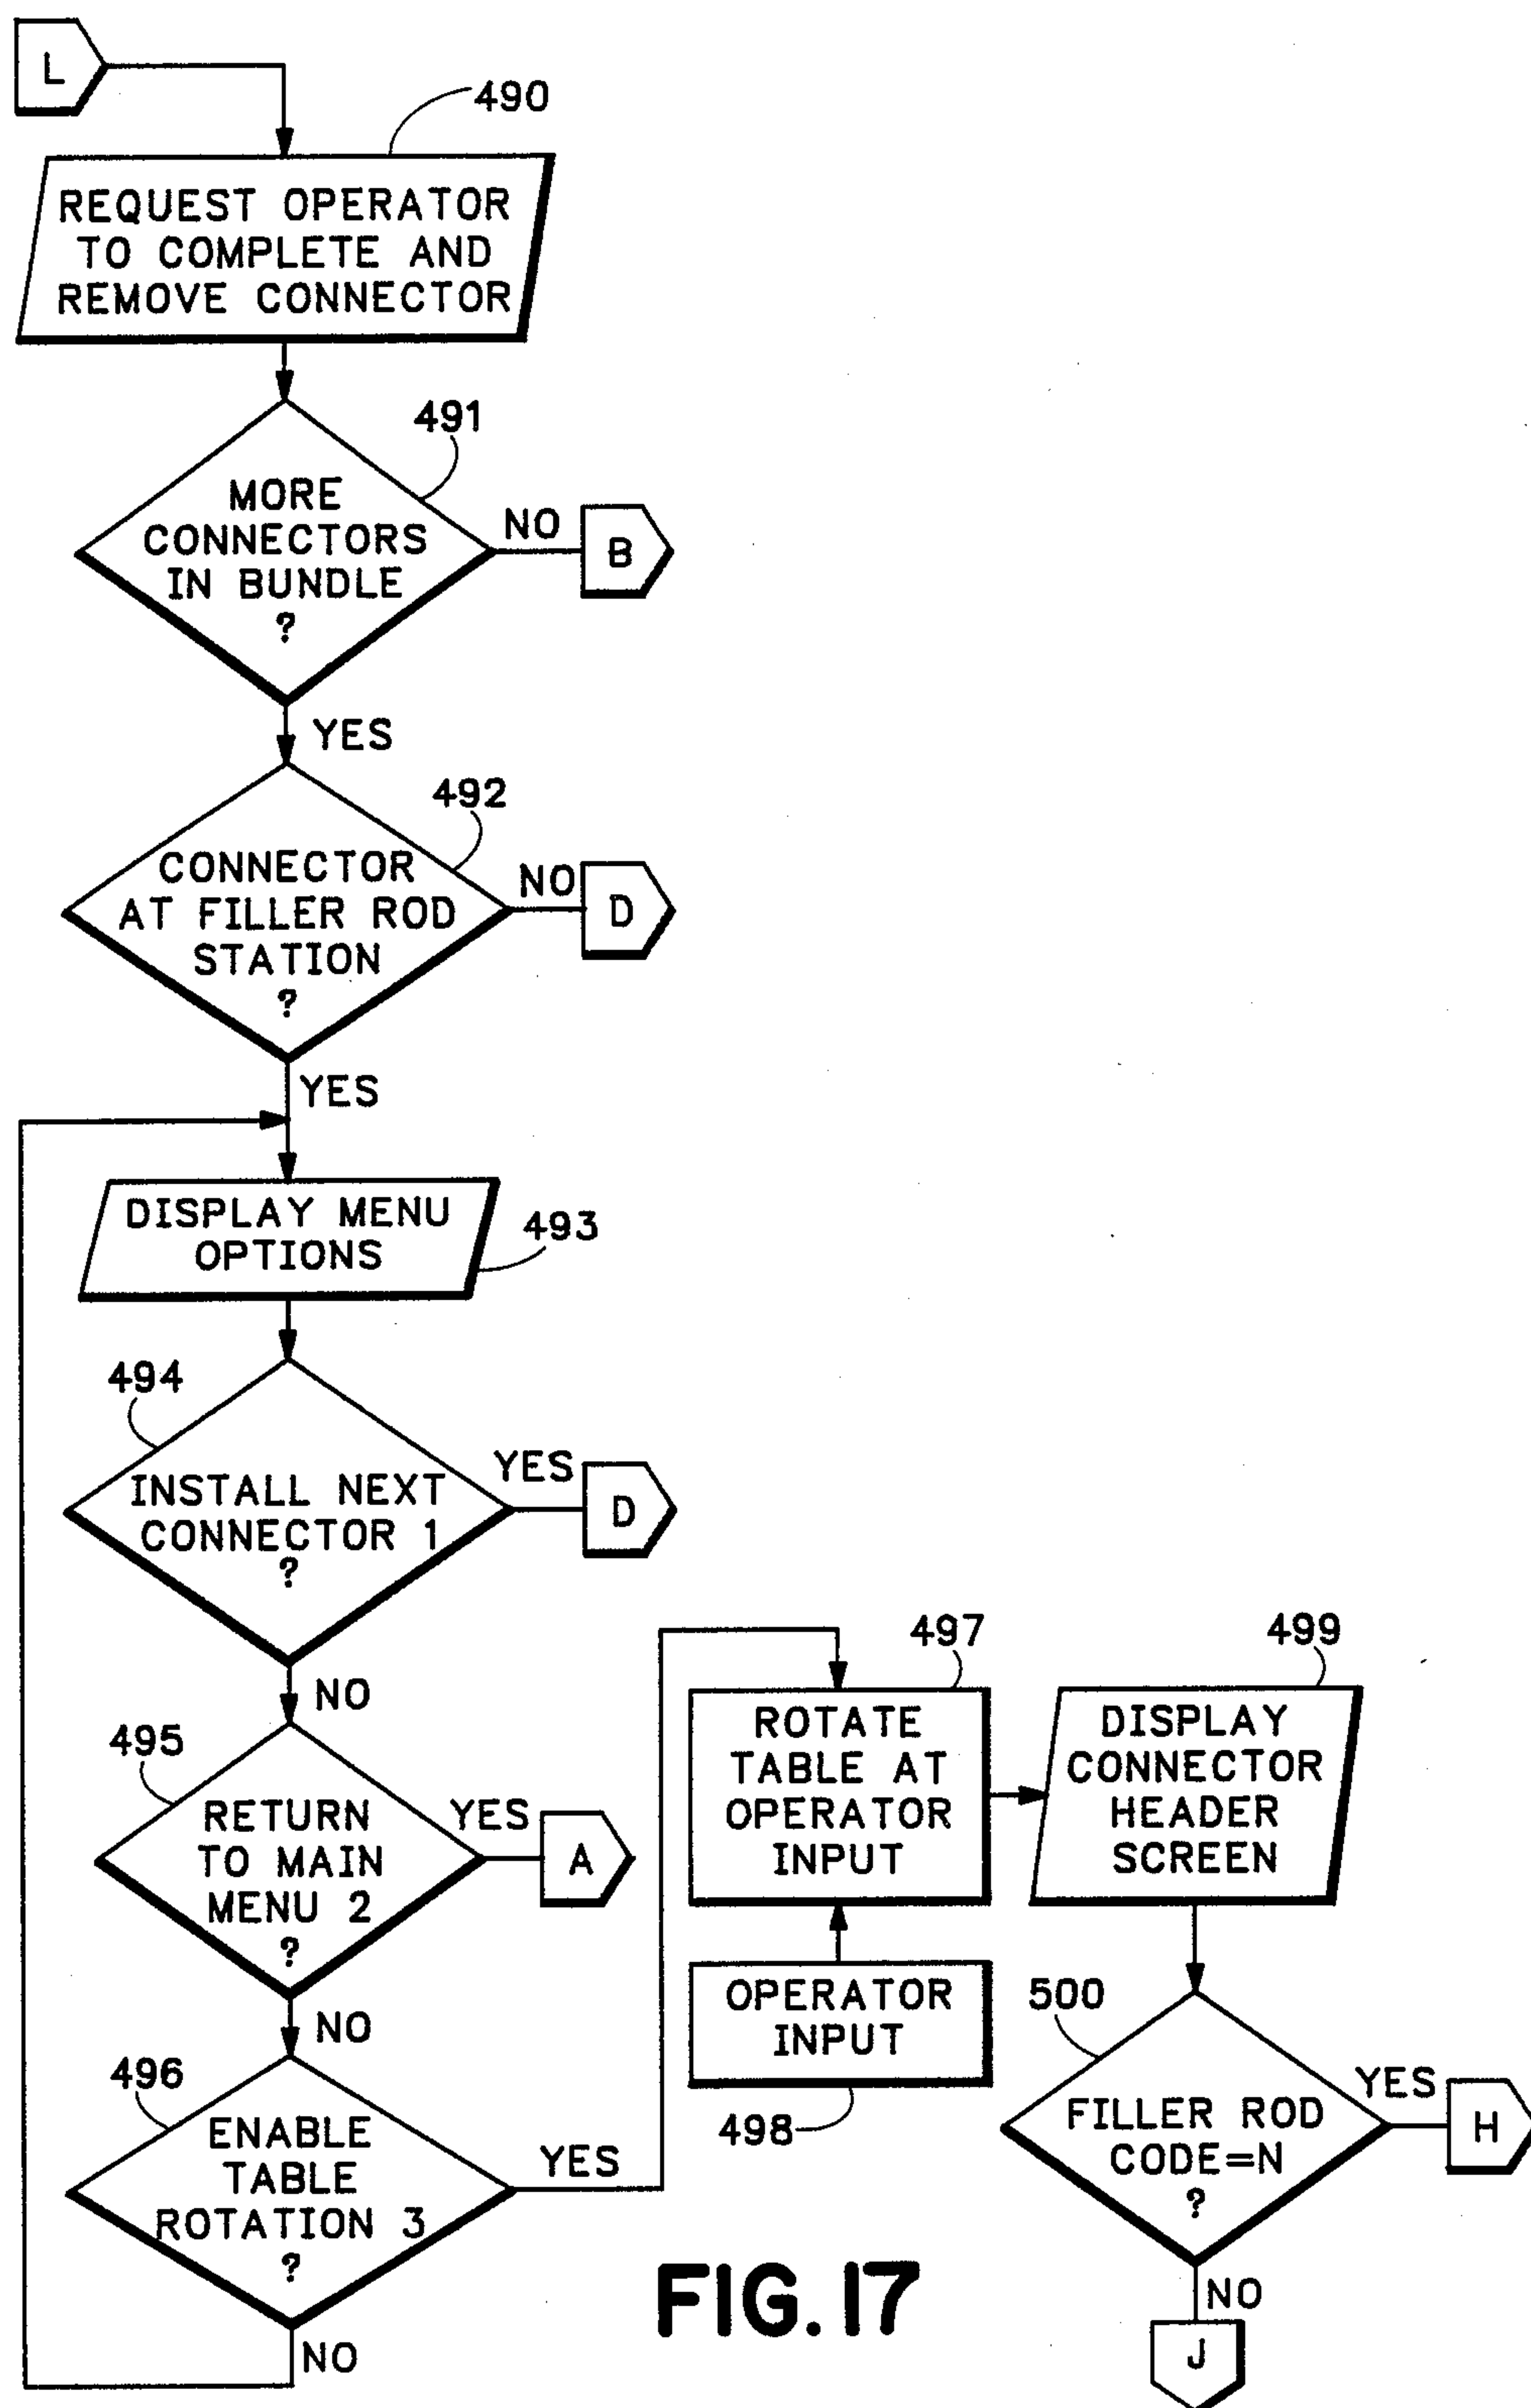 L
490
REQUEST OPERATOR
TO COMPLETE AND
REMOVE CONNECTOR
491
MORE
CONNECTORS
IN BUNDLE
?
NO
B
YES
492
CONNECTOR
AT FILLER ROD
STATION
?
NO
D
YES
DISPLAY MENU
OPTIONS
493
494
INSTALL NEXT
CONNECTOR 1
?
YES
D
NO
495
RETURN
TO MAIN
MENU 2
?
YES
A
NO
496
ENABLE
TABLE
ROTATION 3
?
YES
NO
497
ROTATE
TABLE AT
OPERATOR
INPUT
OPERATOR
INPUT
498
499
DISPLAY
CONNECTOR
HEADER
SCREEN
500
FILLER ROD
CODE=N
?
YES
H
NO
J
FIG. 17